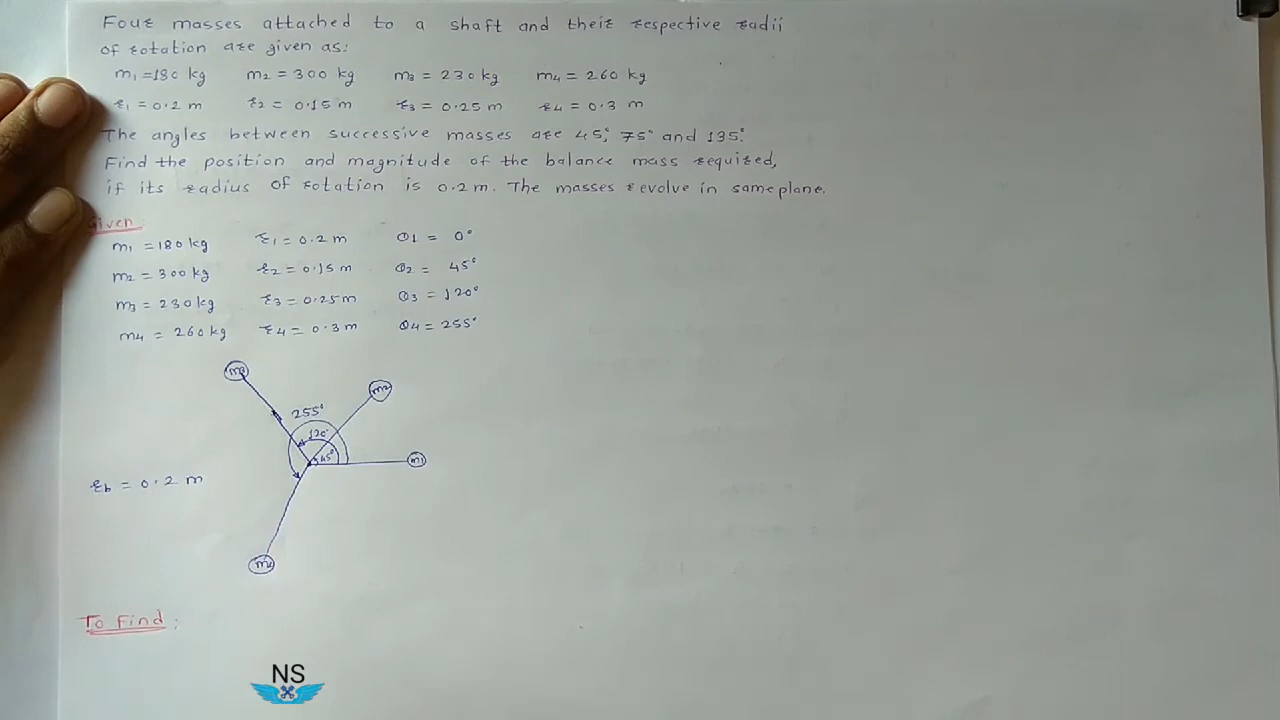 Four masses attached to a shaft and their respective radii
of rotation are given as:
m1 = 180 kg m2 = 300 kg m3 = 230 kg m4 = 260 kg
r1 = 0.2 m r2 = 0.15 m r3 = 0.25 m r4 = 0.3 m
The angles between successive masses are 45°, 75° and 135°.
Find the position and magnitude of the balance mass required,
if its radius of rotation is 0.2 m. The masses revolve in same plane.
Given:
m1 = 180 kg r1 = 0.2 m θ1 = 0°
m2 = 300 kg r2 = 0.15 m θ2 = 45°
m3 = 230 kg r3 = 0.25 m θ3 = 120°
m4 = 260 kg r4 = 0.3 m θ4 = 255°
m3
m2
255°
120°
45°
m1
rb = 0.2 m
m4
To Find:
NS